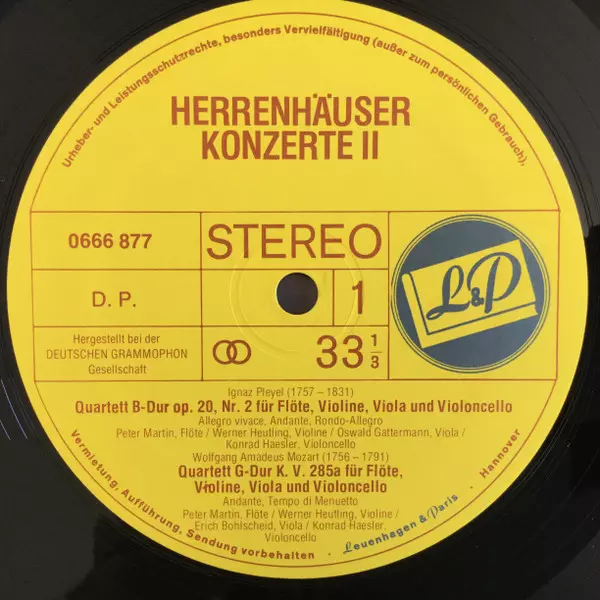 Urheber- und Leistungsschutzrechte, besonders Vervielfältigung (außer zum persönlichen Gebrauch),
HERRENHÄUSER
KONZERTE II
0666 877
STEREO
D. P.
1
L&P
Hergestellt bei der
DEUTSCHEN GRAMMOPHON
Gesellschaft
33 1/3
Ignaz Pleyel (1757 – 1831)
Quartett B-Dur op. 20, Nr. 2 für Flöte, Violine, Viola und Violoncello
Allegro vivace, Andante, Rondo-Allegro
Peter Martin, Flöte / Werner Heutling, Violine / Oswald Gattermann, Viola /
Konrad Haesler, Violoncello
Wolfgang Amadeus Mozart (1756 – 1791)
Quartett G-Dur K. V. 285a für Flöte,
Violine, Viola und Violoncello
Andante, Tempo di Menuetto
Peter Martin, Flöte / Werner Heutling, Violine /
Erich Bohlscheid, Viola / Konrad Haesler,
Violoncello
Vermietung, Aufführung, Sendung vorbehalten · Leuenhagen & Paris · Hannover